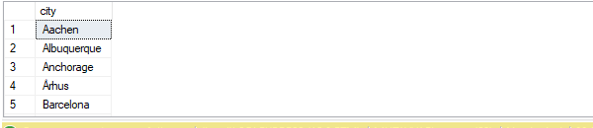 city
1 Aachen
2 Albuquerque
3 Anchorage
4 Århus
5 Barcelona